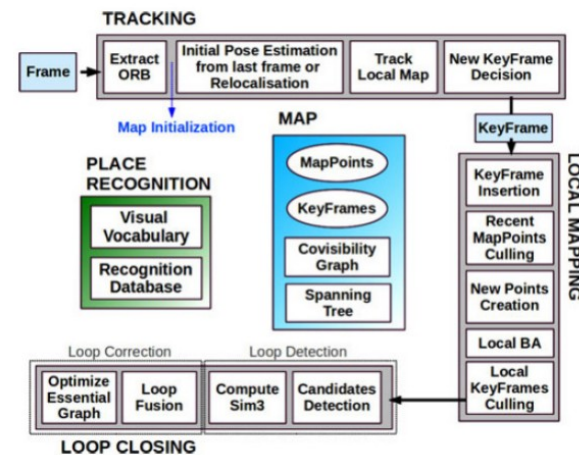 TRACKING
Frame
Extract
ORB
Initial Pose Estimation
from last frame or
Relocalisation
Track
Local Map
New KeyFrame
Decision
Map Initialization
KeyFrame
MAP
MapPoints
KeyFrames
Covisibility
Graph
Spanning
Tree
PLACE
RECOGNITION
Visual
Vocabulary
Recognition
Database
LOCAL MAPPING
KeyFrame
Insertion
Recent
MapPoints
Culling
New Points
Creation
Local BA
Local
KeyFrames
Culling
Loop Correction
Loop Detection
Optimize
Essential
Graph
Loop
Fusion
Compute
Sim3
Candidates
Detection
LOOP CLOSING